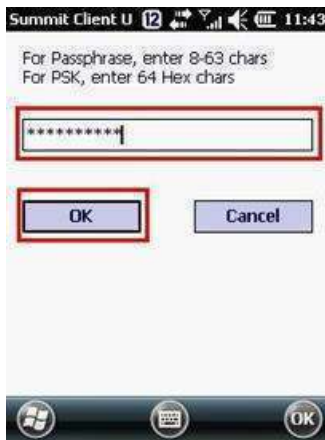 Summit Client U 12 11:43
For Passphrase, enter 8-63 chars
For PSK, enter 64 Hex chars
**********
OK Cancel
OK